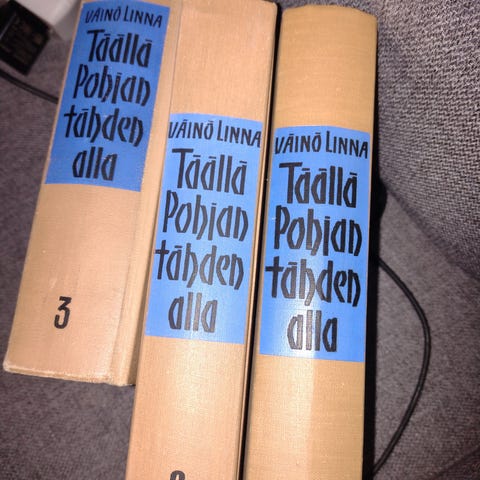 VÄINÖ LINNA
Täällä
Pohjan
tähden
alla
3
VÄINÖ LINNA
Täällä
Pohjan
tähden
alla
VÄINÖ LINNA
Täällä
Pohjan
tähden
alla